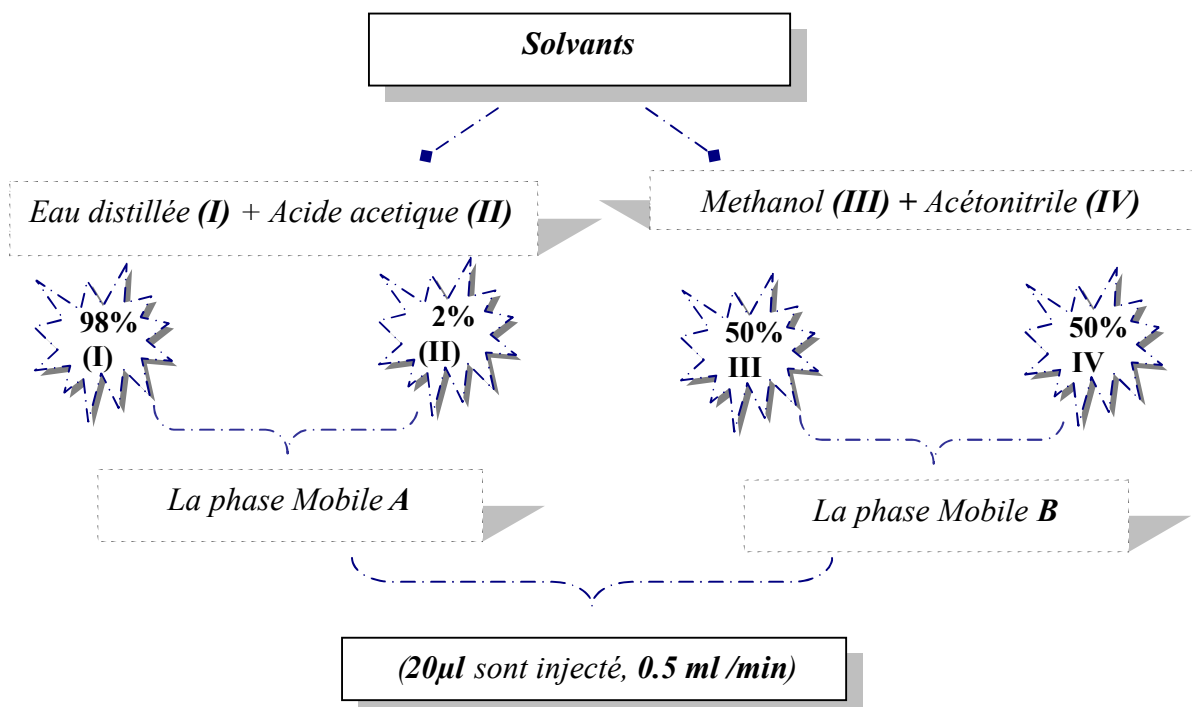 Solvants
Eau distillée (I) + Acide acetique (II)
Methanol (III) + Acétonitrile (IV)
98%
(I)
2%
(II)
50%
III
50%
IV
La phase Mobile A
La phase Mobile B
(20µl sont injecté, 0.5 ml /min)